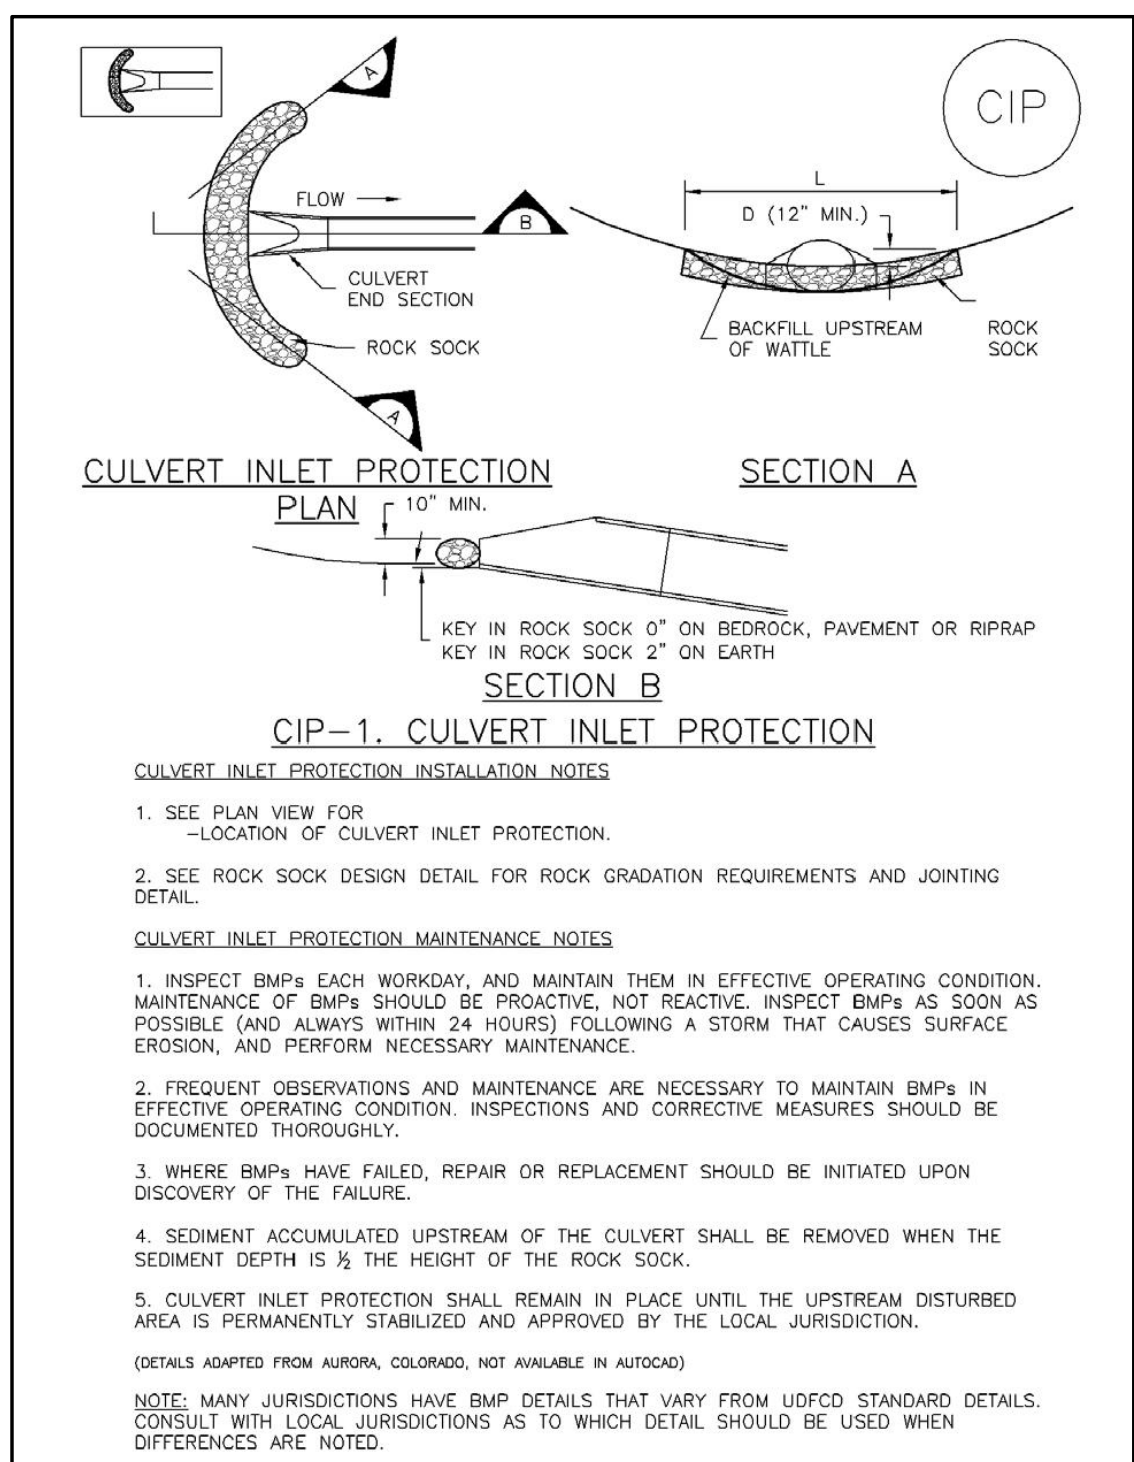 A
CIP
L
FLOW
D (12" MIN.)
B
CULVERT
END SECTION
BACKFILL UPSTREAM
OF WATTLE
ROCK
SOCK
ROCK SOCK
A
CULVERT INLET PROTECTION
PLAN
SECTION A
10" MIN.
KEY IN ROCK SOCK 0" ON BEDROCK, PAVEMENT OR RIPRAP
KEY IN ROCK SOCK 2" ON EARTH
SECTION B
CIP-1. CULVERT INLET PROTECTION
CULVERT INLET PROTECTION INSTALLATION NOTES
1. SEE PLAN VIEW FOR
-LOCATION OF CULVERT INLET PROTECTION.
2. SEE ROCK SOCK DESIGN DETAIL FOR ROCK GRADATION REQUIREMENTS AND JOINTING
DETAIL.
CULVERT INLET PROTECTION MAINTENANCE NOTES
1. INSPECT BMPs EACH WORKDAY, AND MAINTAIN THEM IN EFFECTIVE OPERATING CONDITION.
MAINTENANCE OF BMPs SHOULD BE PROACTIVE, NOT REACTIVE. INSPECT BMPs AS SOON AS
POSSIBLE (AND ALWAYS WITHIN 24 HOURS) FOLLOWING A STORM THAT CAUSES SURFACE
EROSION, AND PERFORM NECESSARY MAINTENANCE.
2. FREQUENT OBSERVATIONS AND MAINTENANCE ARE NECESSARY TO MAINTAIN BMPs IN
EFFECTIVE OPERATING CONDITION. INSPECTIONS AND CORRECTIVE MEASURES SHOULD BE
DOCUMENTED THOROUGHLY.
3. WHERE BMPs HAVE FAILED, REPAIR OR REPLACEMENT SHOULD BE INITIATED UPON
DISCOVERY OF THE FAILURE.
4. SEDIMENT ACCUMULATED UPSTREAM OF THE CULVERT SHALL BE REMOVED WHEN THE
SEDIMENT DEPTH IS ½ THE HEIGHT OF THE ROCK SOCK.
5. CULVERT INLET PROTECTION SHALL REMAIN IN PLACE UNTIL THE UPSTREAM DISTURBED
AREA IS PERMANENTLY STABILIZED AND APPROVED BY THE LOCAL JURISDICTION.
(DETAILS ADAPTED FROM AURORA, COLORADO, NOT AVAILABLE IN AUTOCAD)
NOTE: MANY JURISDICTIONS HAVE BMP DETAILS THAT VARY FROM UDFCD STANDARD DETAILS.
CONSULT WITH LOCAL JURISDICTIONS AS TO WHICH DETAIL SHOULD BE USED WHEN
DIFFERENCES ARE NOTED.